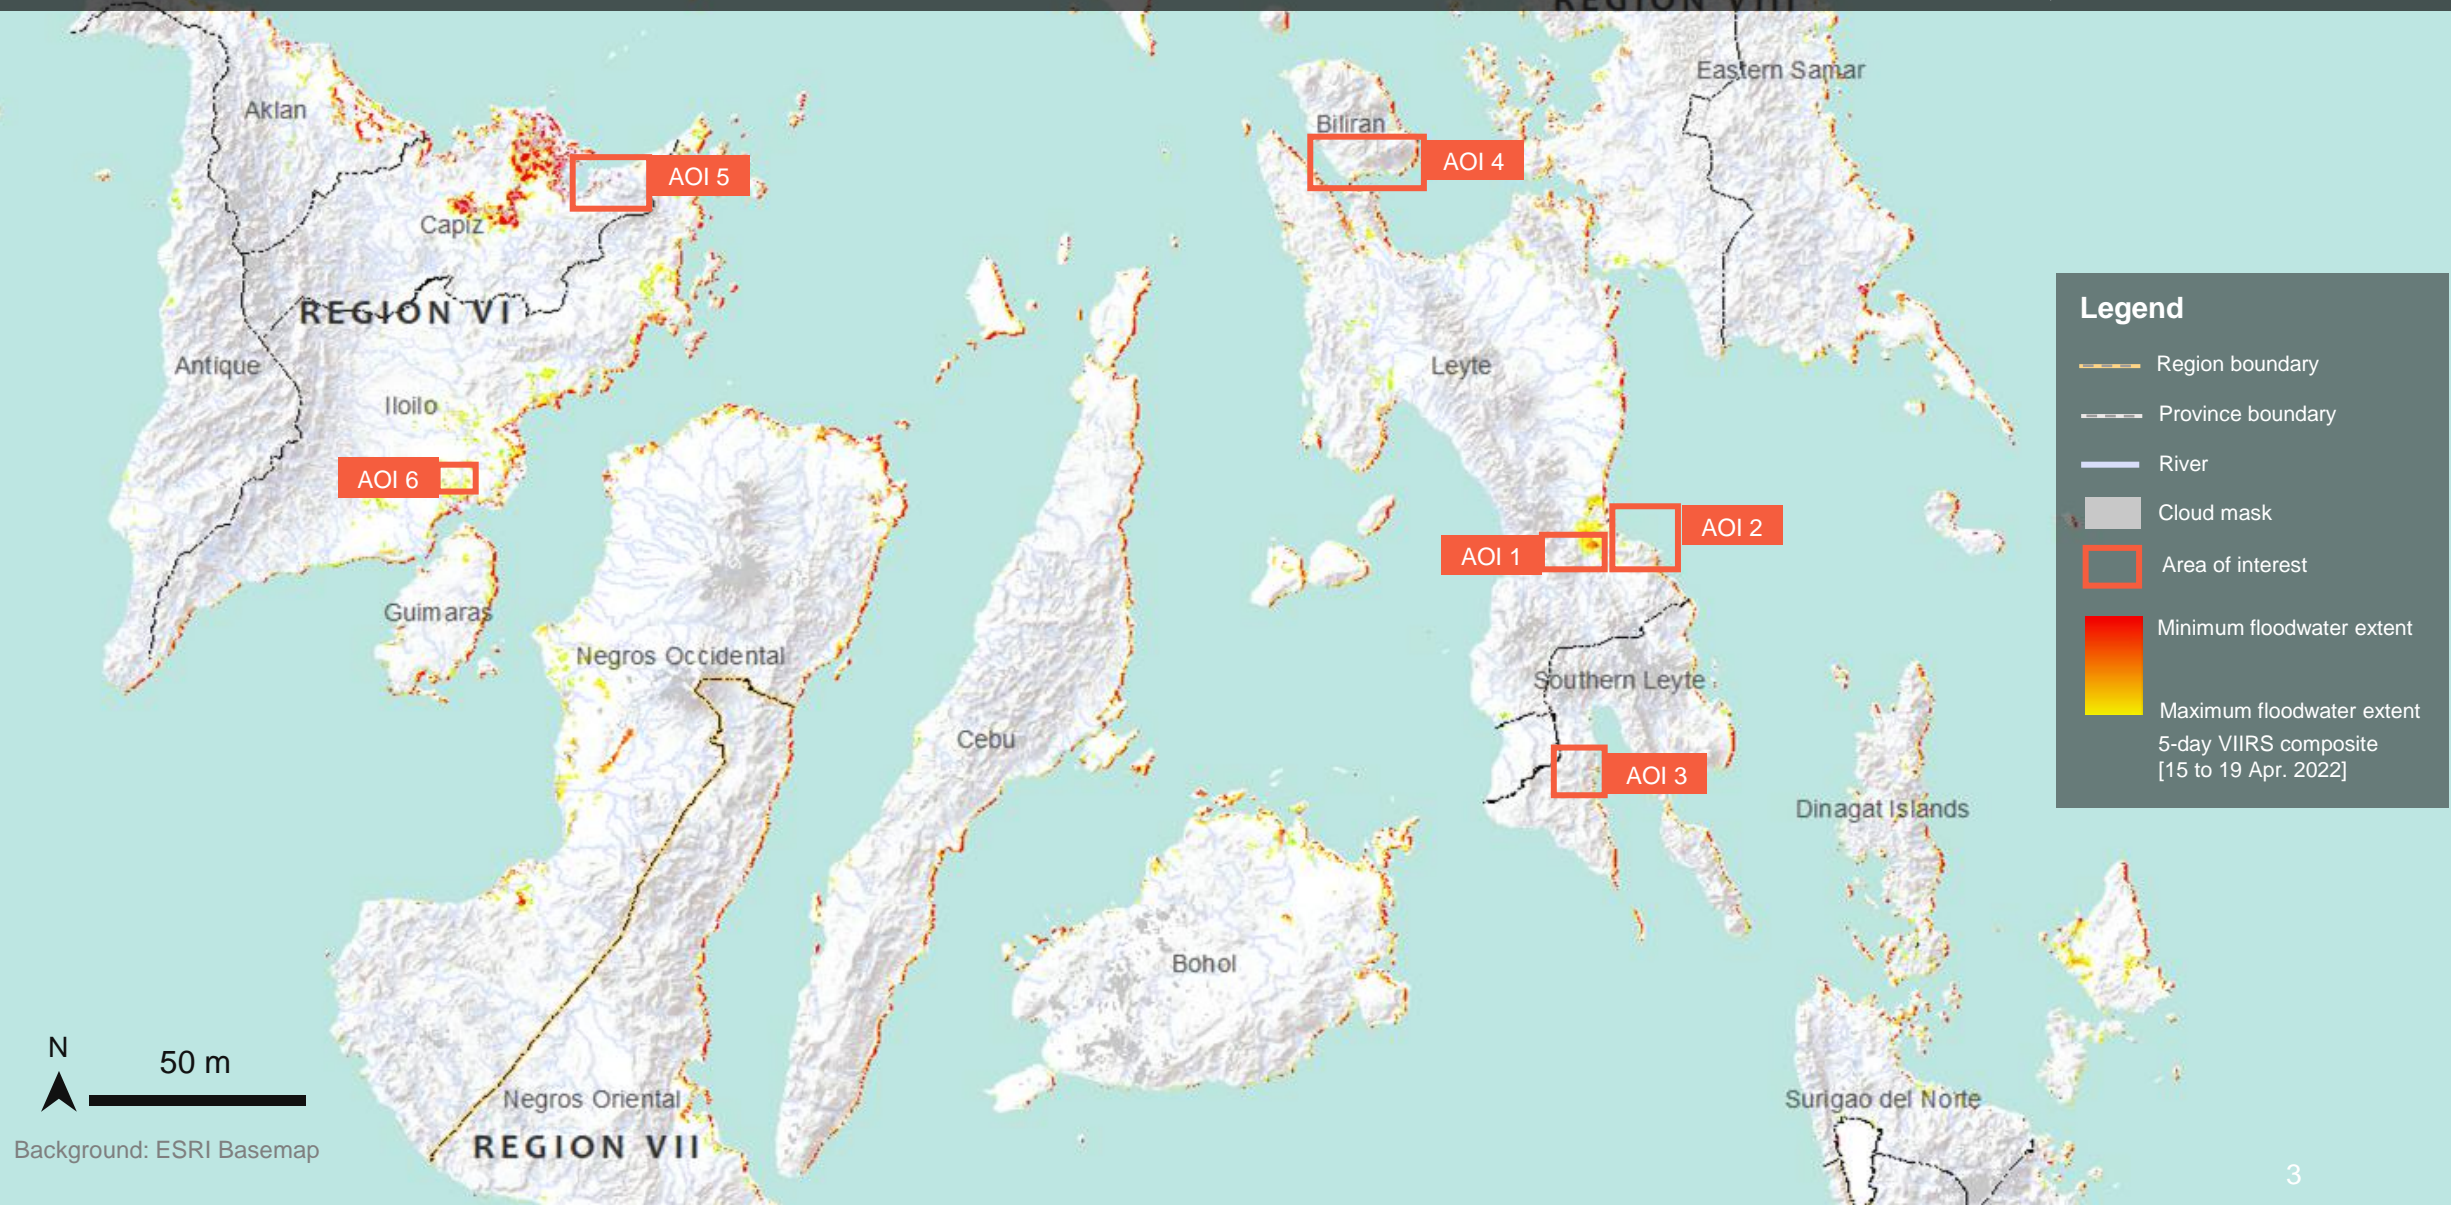 REGION VIII
Eastern Samar
Aklan
Biliran
AOI 4
AOI 5
Capiz
REGION VI
Antique
Leyte
Iloilo
AOI 6
AOI 2
AOI 1
Guimaras
Negros Occidental
Southern Leyte
Cebu
AOI 3
Dinagat Islands
Bohol
Negros Oriental
Surigao del Norte
REGION VII
Legend
Region boundary
Province boundary
River
Cloud mask
Area of interest
Minimum floodwater extent
Maximum floodwater extent
5-day VIIRS composite
[15 to 19 Apr. 2022]
N
50 m
Background: ESRI Basemap
3